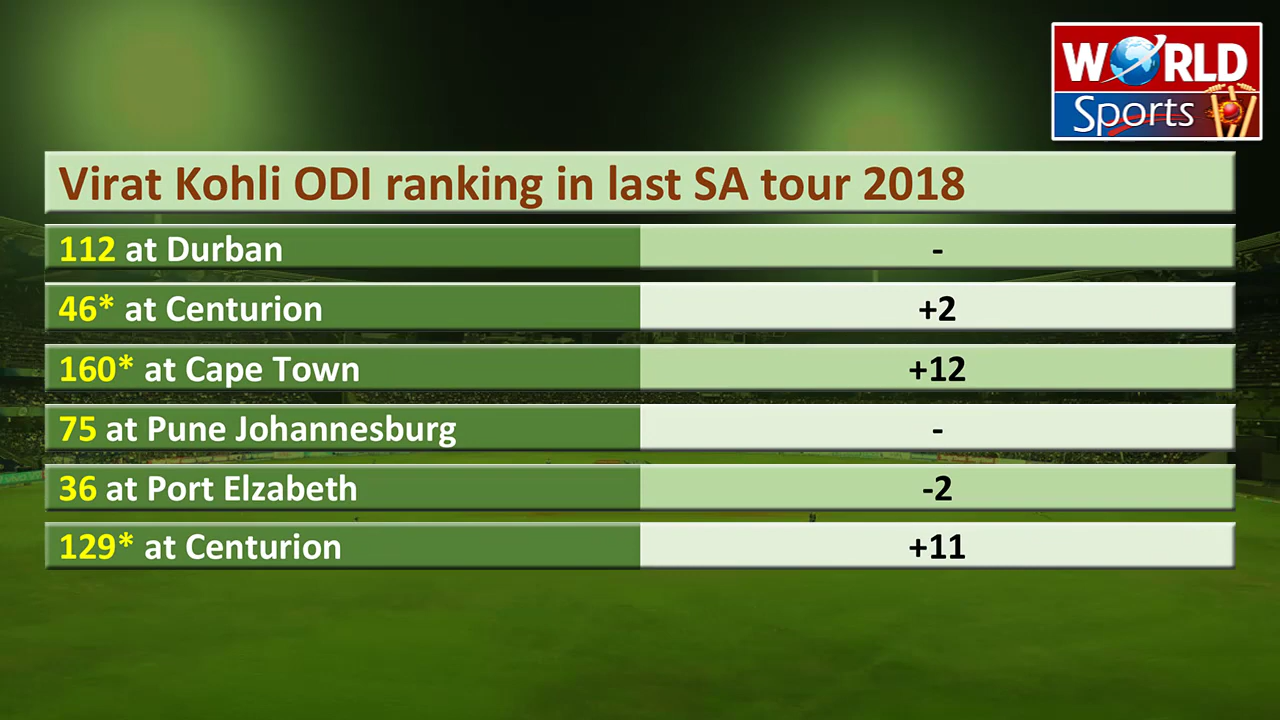 WORLD
Sports
Virat Kohli ODI ranking in last SA tour 2018
112 at Durban -
46* at Centurion +2
160* at Cape Town +12
75 at Pune Johannesburg -
36 at Port Elzabeth -2
129* at Centurion +11